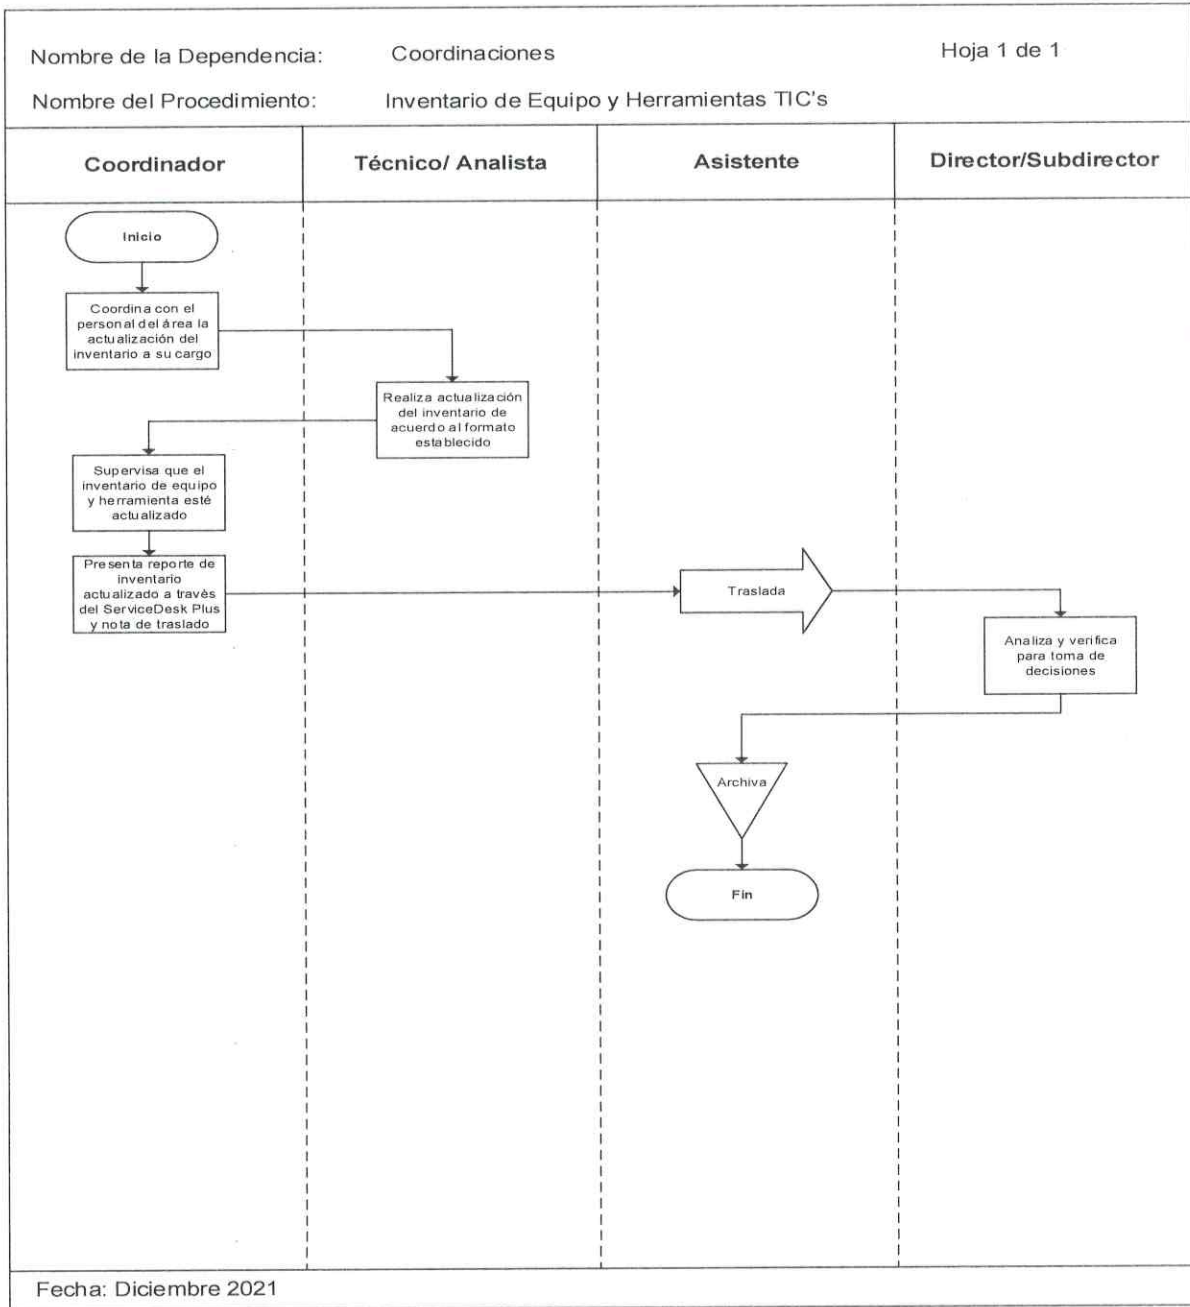 Nombre de la Dependencia: Coordinaciones Hoja 1 de 1
Nombre del Procedimiento: Inventario de Equipo y Herramientas TIC's
Coordinador Técnico/ Analista Asistente Director/Subdirector
Inicio
Coordina con el
personal del área la
actualización del
inventario a su cargo
Realiza actualización
del inventario de
acuerdo al formato
establecido
Supervisa que el
inventario de equipo
y herramienta esté
actualizado
Presenta reporte de
inventario
actualizado a través
del ServiceDesk Plus
y nota de traslado
Traslada
Analiza y verifica
para toma de
decisiones
Archiva
Fin
Fecha: Diciembre 2021